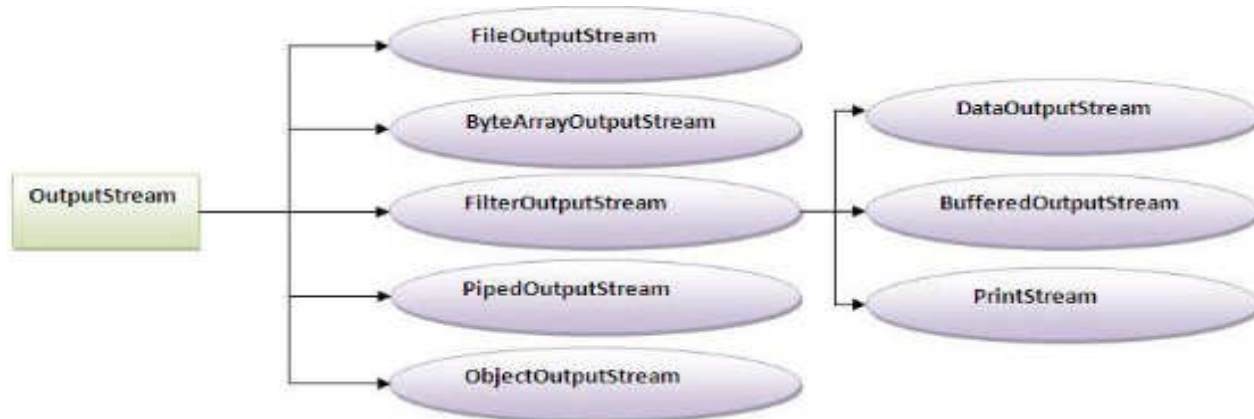 OutputStream
FileOutputStream
ByteArrayOutputStream
FilterOutputStream
PipedOutputStream
ObjectOutputStream
DataOutputStream
BufferedOutputStream
PrintStream